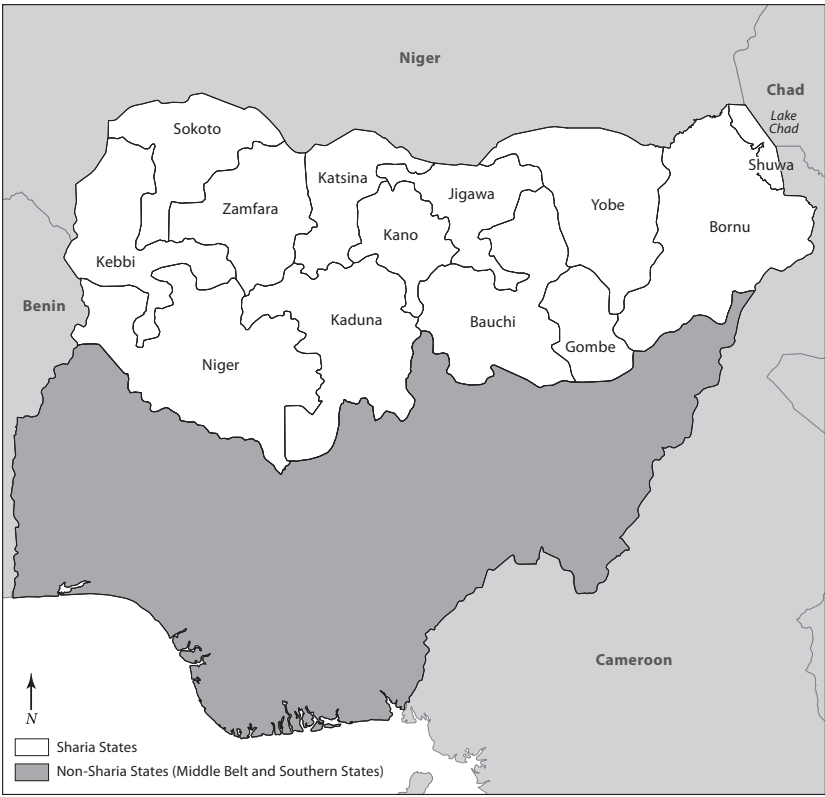 Niger
Chad
Lake
Chad
Sokoto
Shuwa
Katsina
Jigawa
Zamfara
Yobe
Bornu
Kano
Kebbi
Benin
Kaduna
Bauchi
Gombe
Niger
Cameroon
N
Sharia States
Non-Sharia States (Middle Belt and Southern States)